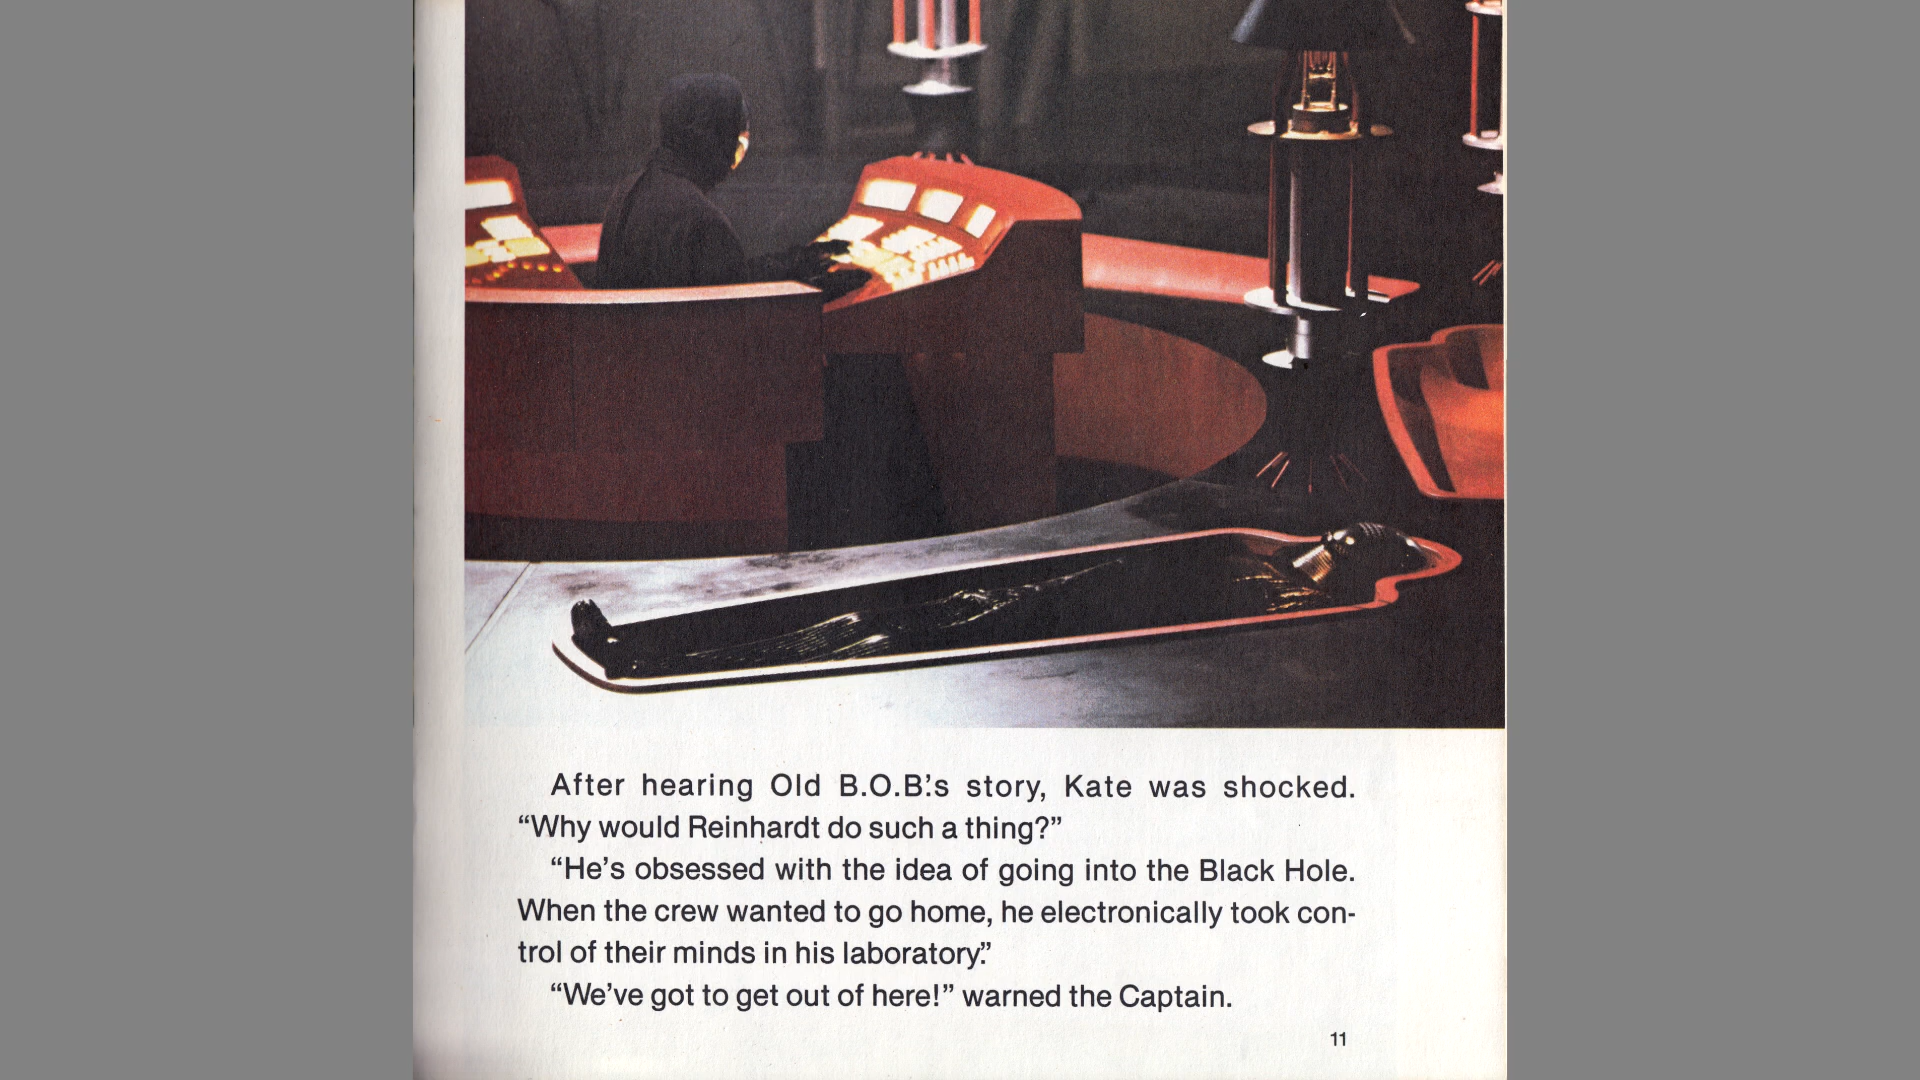 After hearing Old B.O.B.'s story, Kate was shocked.
“Why would Reinhardt do such a thing?”
“He’s obsessed with the idea of going into the Black Hole.
When the crew wanted to go home, he electronically took con-
trol of their minds in his laboratory.”
“We’ve got to get out of here!” warned the Captain.
11